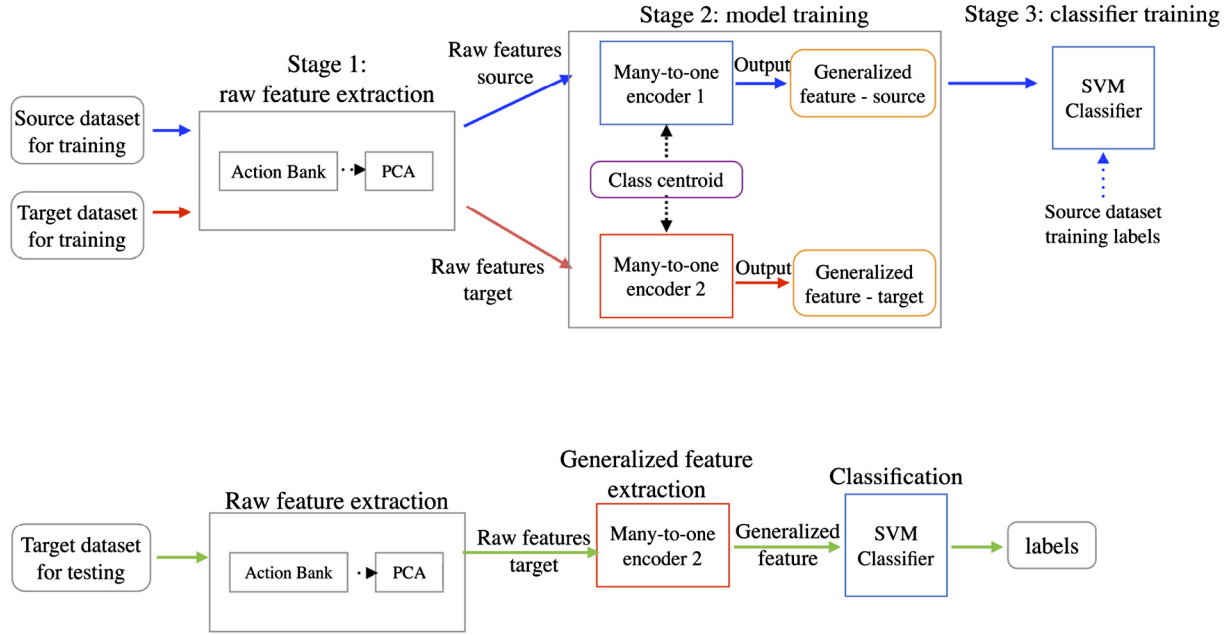 Stage 1:
raw feature extraction
Stage 2: model training
Stage 3: classifier training
Source dataset
for training
Target dataset
for training
Action Bank
PCA
Raw features
source
Raw features
target
Many-to-one
encoder 1
Output
Generalized
feature - source
Class centroid
Many-to-one
encoder 2
Output
Generalized
feature - target
SVM
Classifier
Source dataset
training labels
Target dataset
for testing
Raw feature extraction
Action Bank
PCA
Raw features
target
Generalized feature
extraction
Many-to-one
encoder 2
Generalized
feature
Classification
SVM
Classifier
labels